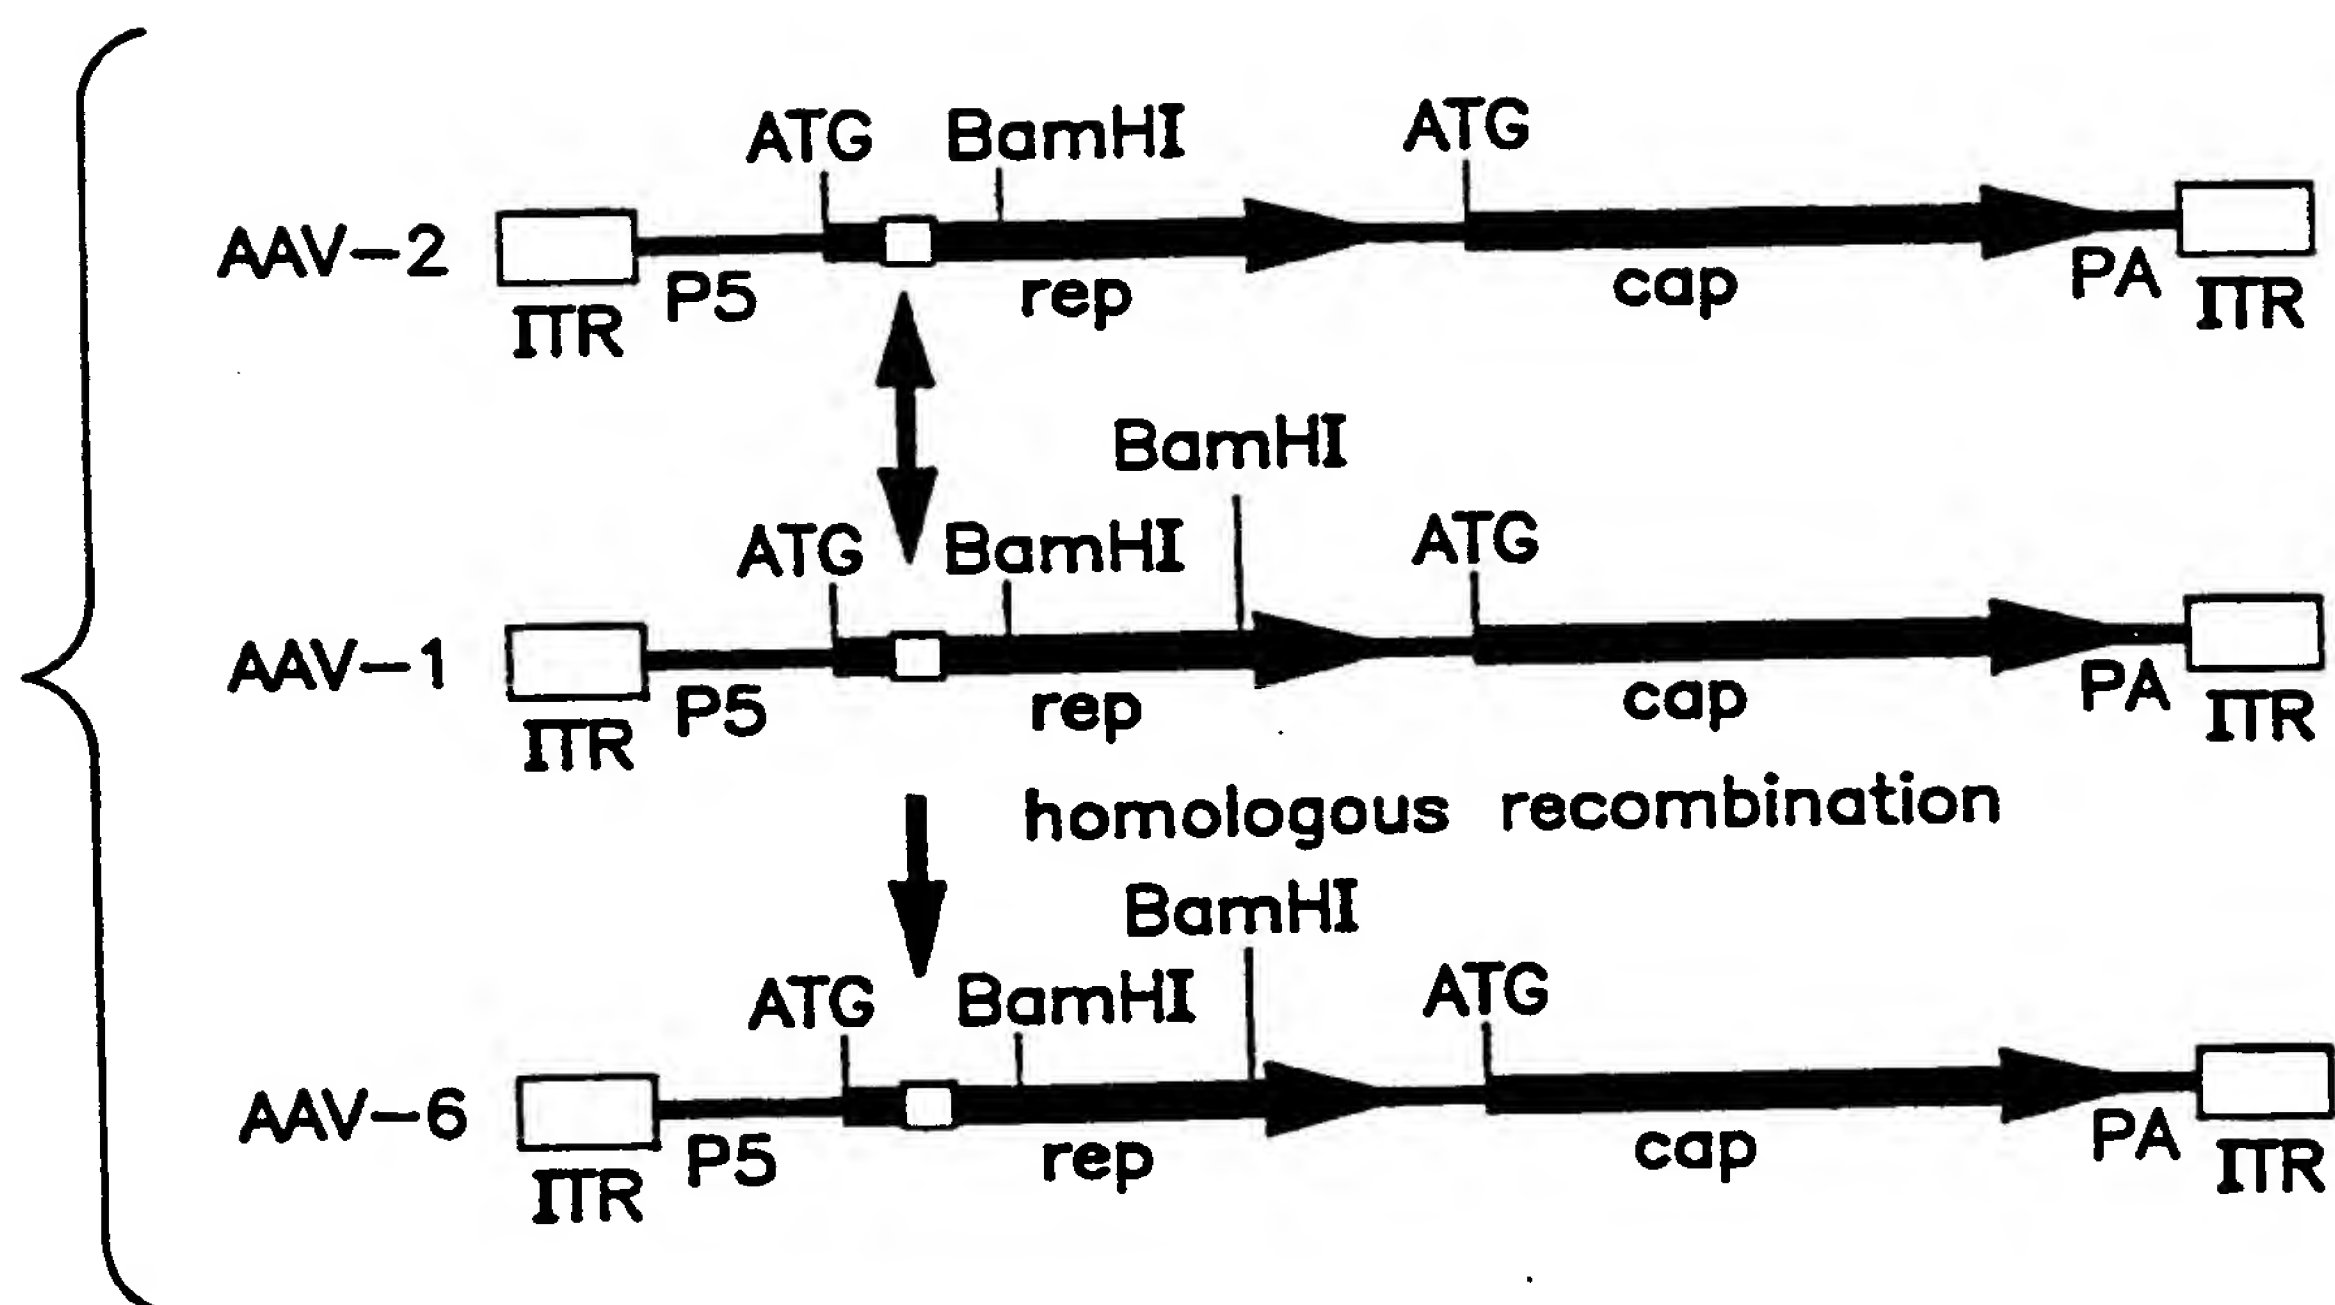 ATG BamHI ATG
AAV-2
ITR P5 rep cap PA ITR
BamHI
ATG BamHI ATG
AAV-1
ITR P5 rep cap PA ITR
homologous recombination
BamHI
ATG BamHI ATG
AAV-6
ITR P5 rep cap PA ITR